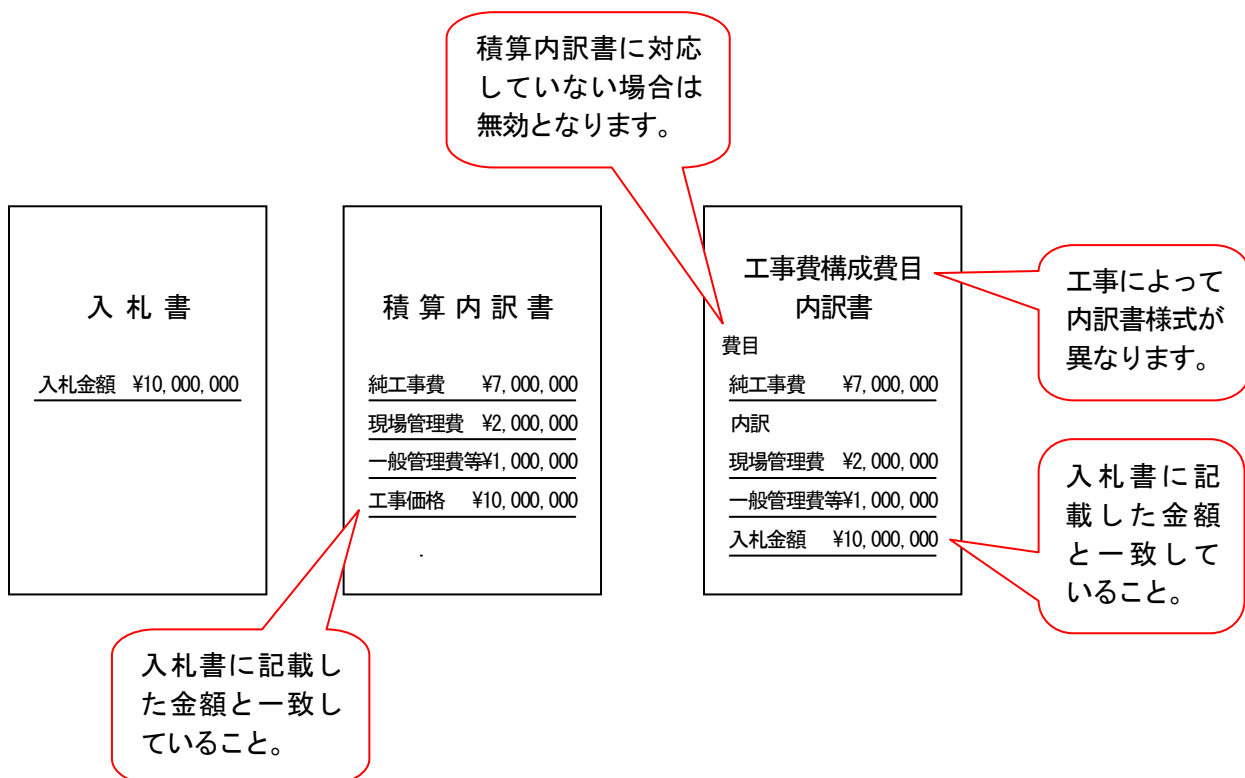 積算内訳書に対応
していない場合は
無効となります。
入札書
入札金額 ¥10,000,000
積算内訳書
純工事費 ¥7,000,000
現場管理費 ¥2,000,000
一般管理費等¥1,000,000
工事価格 ¥10,000,000
.
工事費構成費目
内訳書
費目
純工事費 ¥7,000,000
内訳
現場管理費 ¥2,000,000
一般管理費等¥1,000,000
入札金額 ¥10,000,000
工事によって
内訳書様式が
異なります。
入札書に記
載した金額
と一致して
いること。
入札書に記載し
た金額と一致し
ていること。